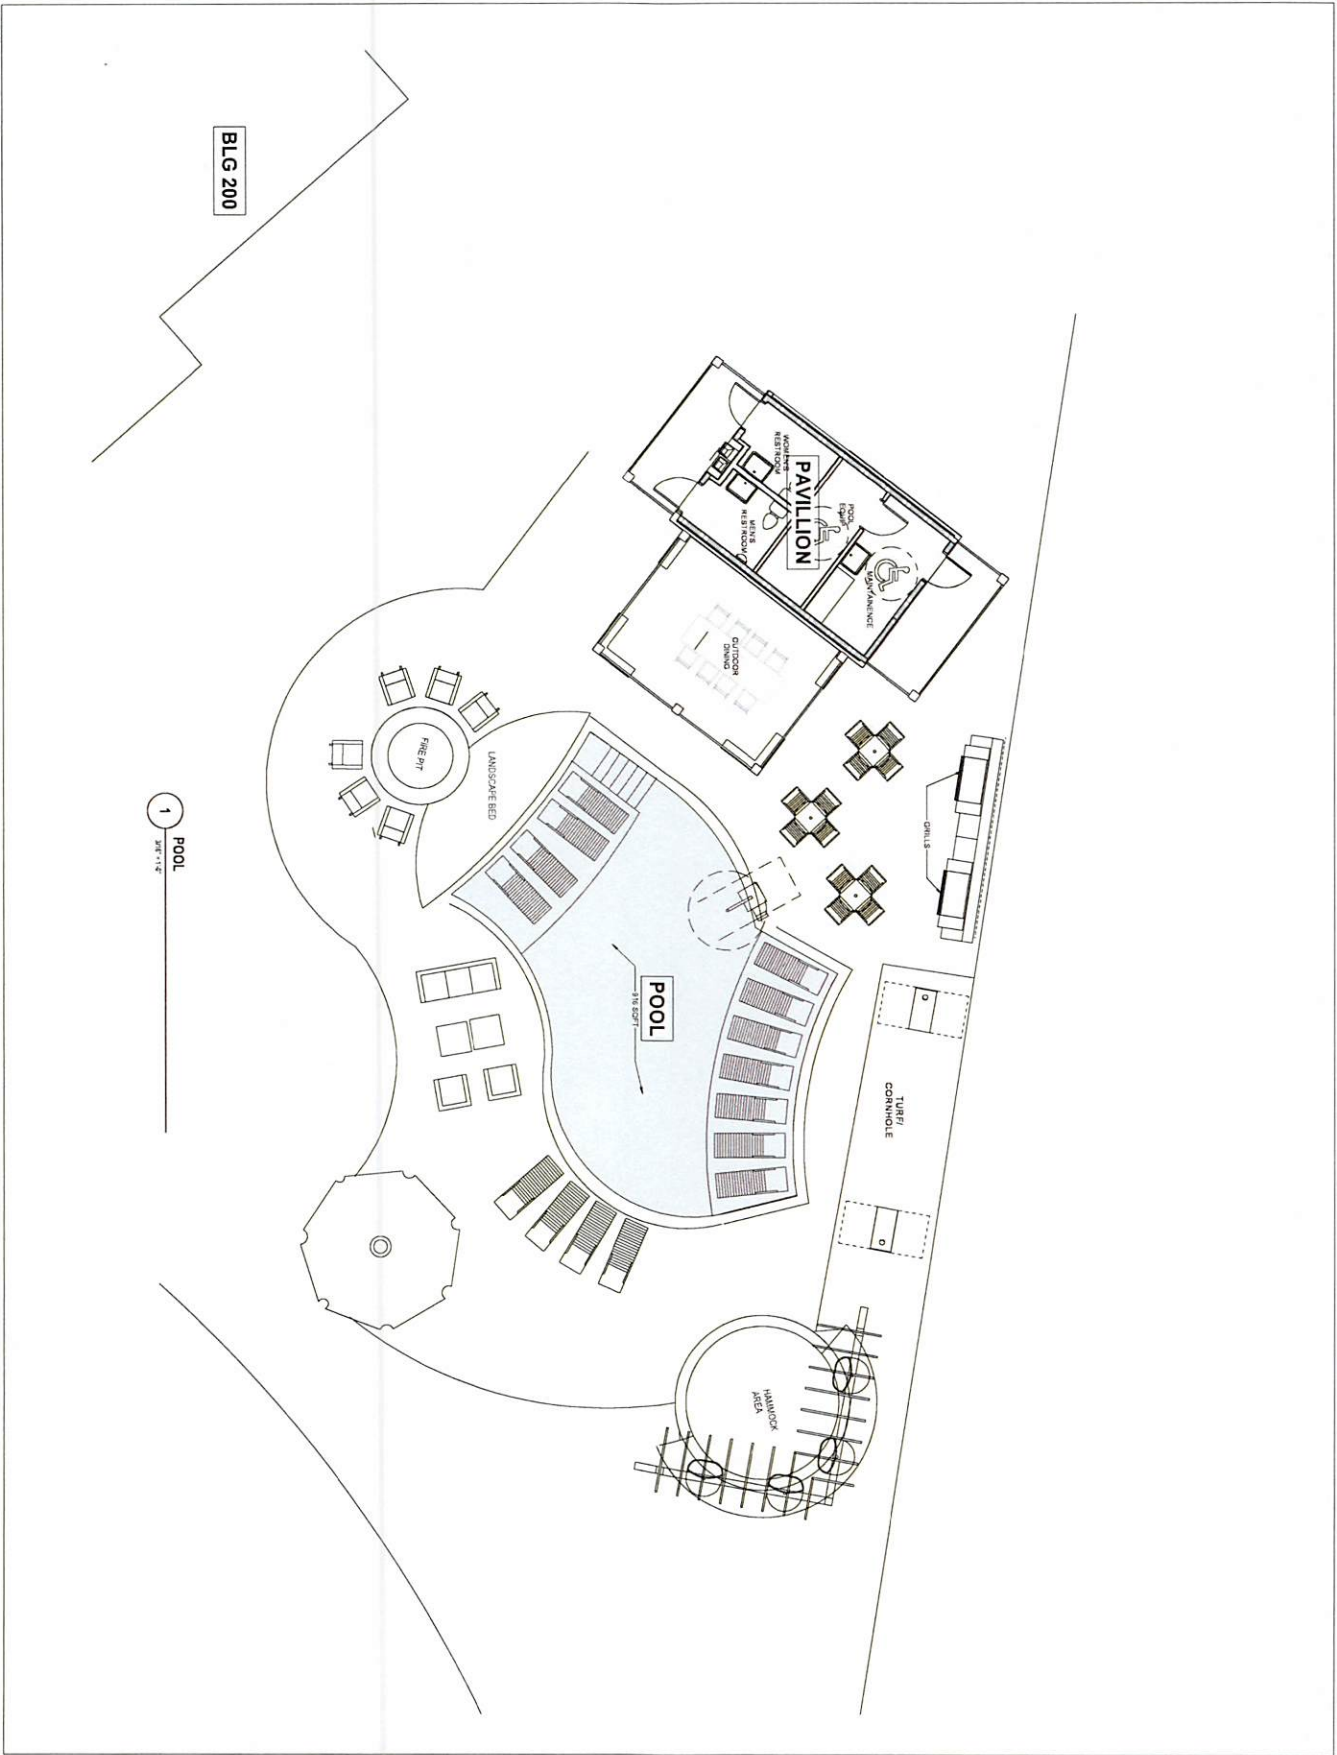 BLG 200
PAVILLION
WOMEN'S
RESTROOM
MEN'S
RESTROOM
POOL
EQUIP
MAINTAINENCE
OUTDOOR
DINING
GRILLS
FIRE PIT
LANDSCAPE BED
POOL
916 SQFT
TURF/
CORNHOLE
HAMMOCK
AREA
1
POOL